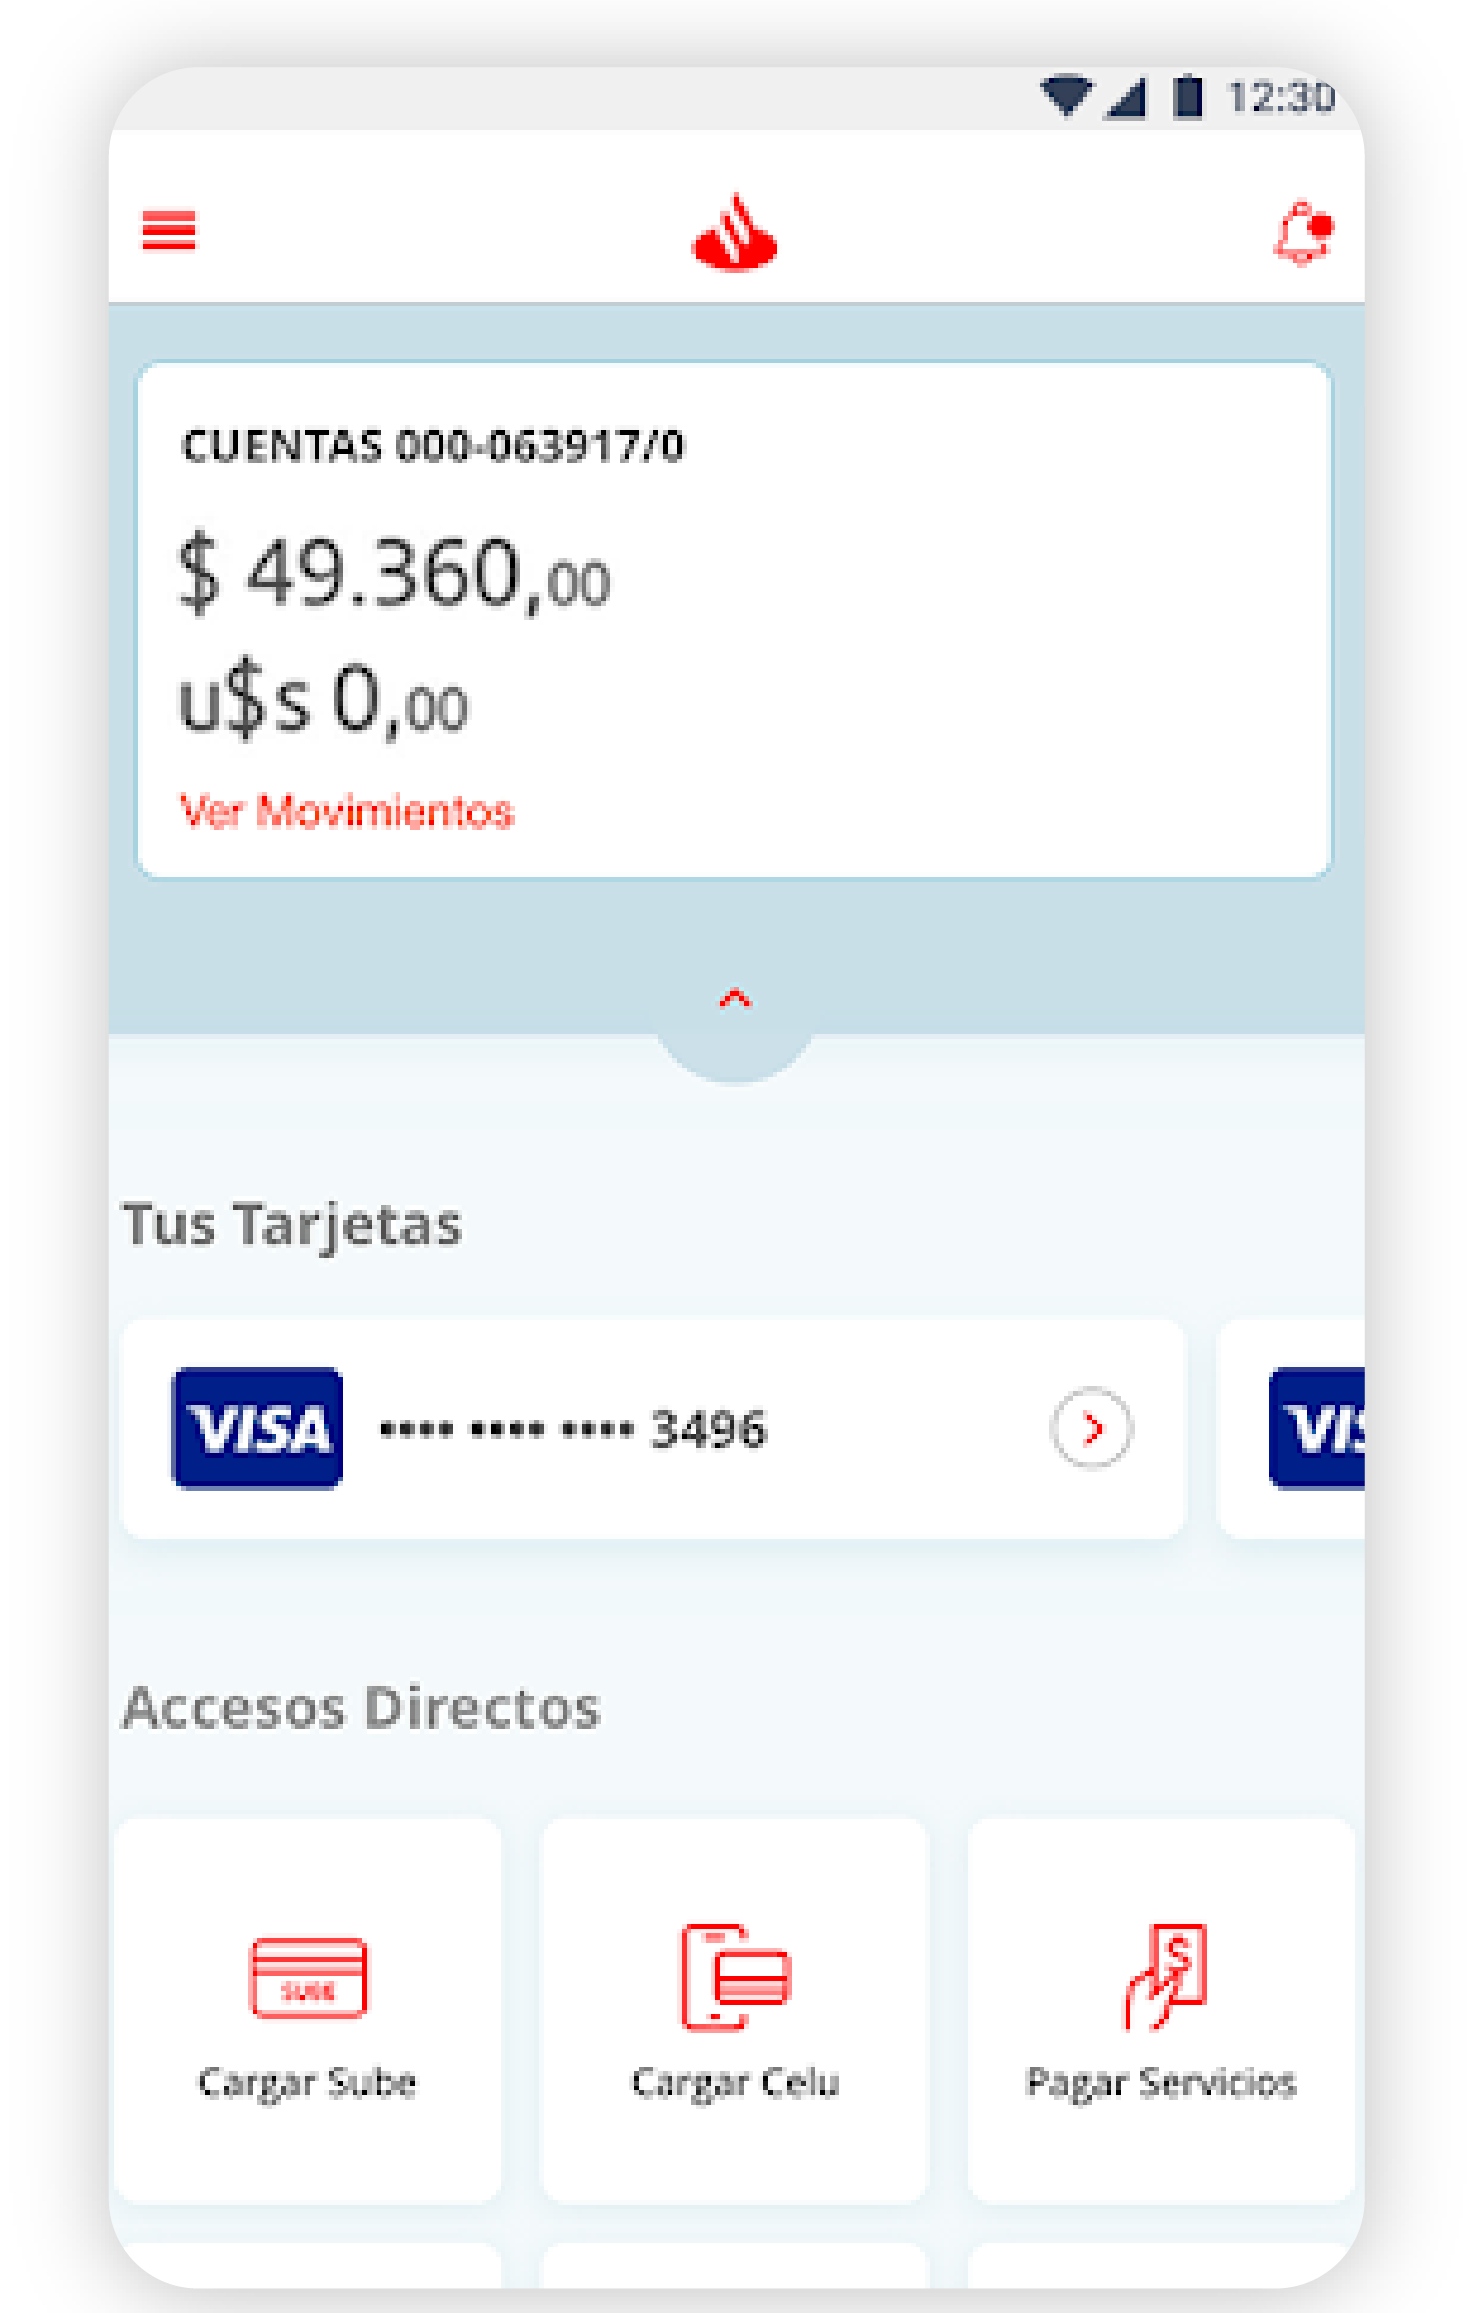 12:30
CUENTAS 000-063917/0
$ 49.360,00
u$s 0,00
Ver Movimientos
Tus Tarjetas
VISA •••• •••• •••• 3496
VIS
Accesos Directos
SUBE
$
Cargar Sube
Cargar Celu
Pagar Servicios